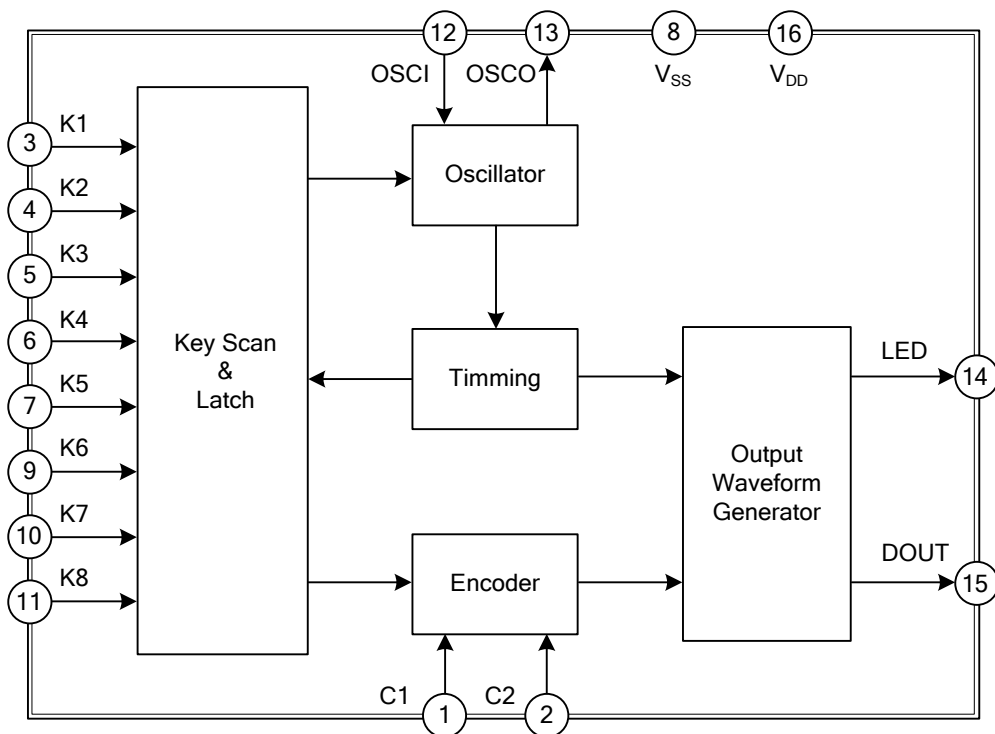 12
13
8
16
OSCI
OSCO
VSS
VDD
3
K1
4
K2
5
K3
6
K4
7
K5
9
K6
10
K7
11
K8
Key Scan
&
Latch
Oscillator
Timming
Encoder
Output
Waveform
Generator
LED
14
DOUT
15
C1
1
C2
2